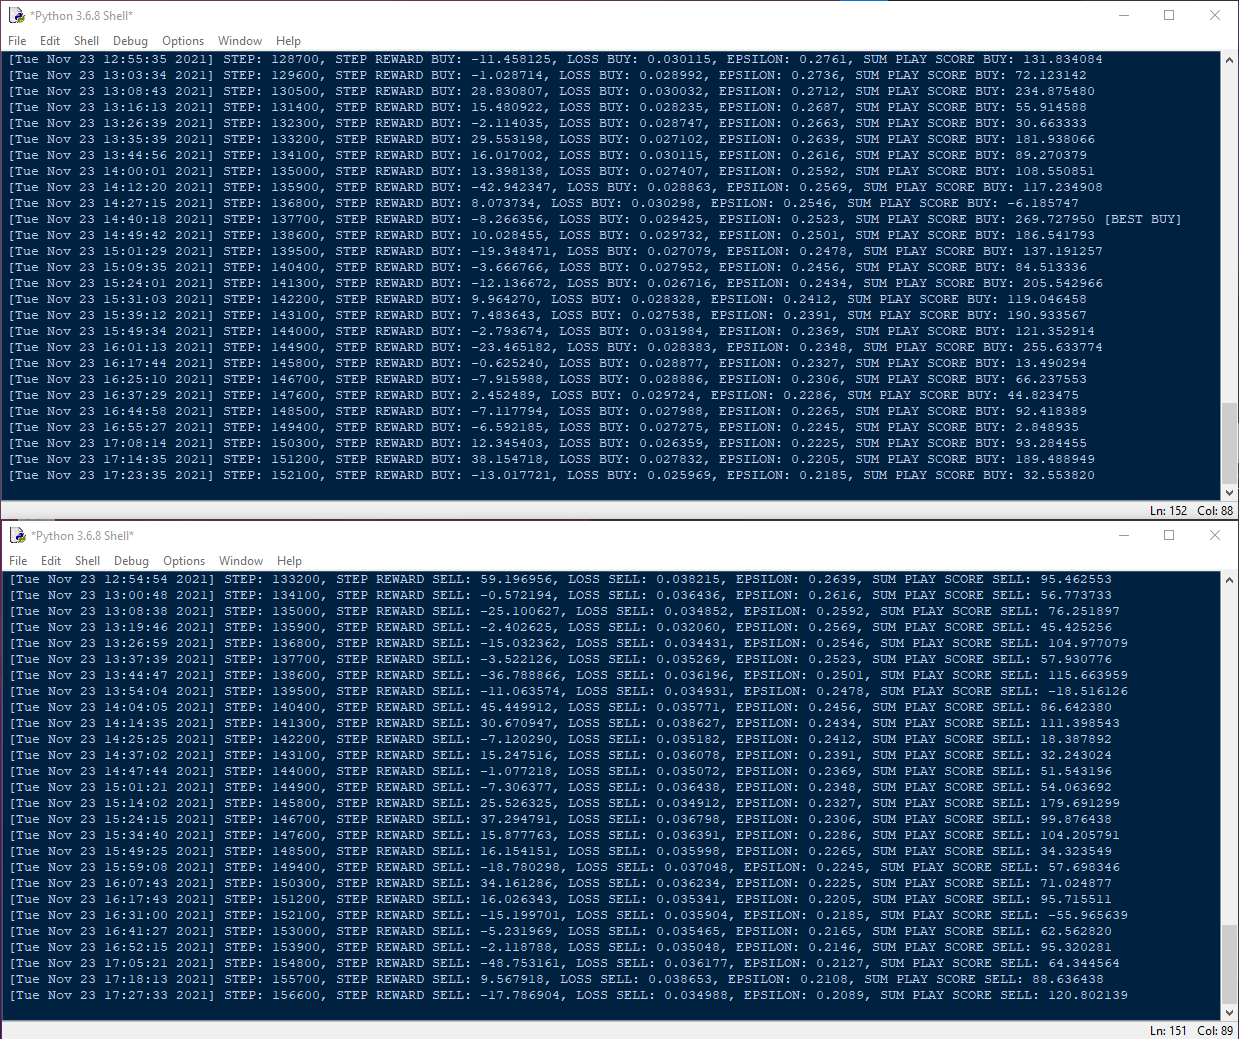 *Python 3.6.8 Shell*
File Edit Shell Debug Options Window Help
[Tue Nov 23 12:55:35 2021] STEP: 128700, STEP REWARD BUY: -11.458125, LOSS BUY: 0.030115, EPSILON: 0.2761, SUM PLAY SCORE BUY: 131.834084
[Tue Nov 23 13:03:34 2021] STEP: 129600, STEP REWARD BUY: -1.028714, LOSS BUY: 0.028992, EPSILON: 0.2736, SUM PLAY SCORE BUY: 72.123142
[Tue Nov 23 13:08:43 2021] STEP: 130500, STEP REWARD BUY: 28.830807, LOSS BUY: 0.030032, EPSILON: 0.2712, SUM PLAY SCORE BUY: 234.875480
[Tue Nov 23 13:16:13 2021] STEP: 131400, STEP REWARD BUY: 15.480922, LOSS BUY: 0.028235, EPSILON: 0.2687, SUM PLAY SCORE BUY: 55.914588
[Tue Nov 23 13:26:39 2021] STEP: 132300, STEP REWARD BUY: -2.114035, LOSS BUY: 0.028747, EPSILON: 0.2663, SUM PLAY SCORE BUY: 30.663333
[Tue Nov 23 13:35:39 2021] STEP: 133200, STEP REWARD BUY: 29.553198, LOSS BUY: 0.027102, EPSILON: 0.2639, SUM PLAY SCORE BUY: 181.938066
[Tue Nov 23 13:44:56 2021] STEP: 134100, STEP REWARD BUY: 16.017002, LOSS BUY: 0.030115, EPSILON: 0.2616, SUM PLAY SCORE BUY: 89.270379
[Tue Nov 23 14:00:01 2021] STEP: 135000, STEP REWARD BUY: 13.398138, LOSS BUY: 0.027407, EPSILON: 0.2592, SUM PLAY SCORE BUY: 108.550851
[Tue Nov 23 14:12:20 2021] STEP: 135900, STEP REWARD BUY: -42.942347, LOSS BUY: 0.028863, EPSILON: 0.2569, SUM PLAY SCORE BUY: 117.234908
[Tue Nov 23 14:27:15 2021] STEP: 136800, STEP REWARD BUY: 8.073734, LOSS BUY: 0.030298, EPSILON: 0.2546, SUM PLAY SCORE BUY: -6.185747
[Tue Nov 23 14:40:18 2021] STEP: 137700, STEP REWARD BUY: -8.266356, LOSS BUY: 0.029425, EPSILON: 0.2523, SUM PLAY SCORE BUY: 269.727950 [BEST BUY]
[Tue Nov 23 14:49:42 2021] STEP: 138600, STEP REWARD BUY: 10.028455, LOSS BUY: 0.029732, EPSILON: 0.2501, SUM PLAY SCORE BUY: 186.541793
[Tue Nov 23 15:01:29 2021] STEP: 139500, STEP REWARD BUY: -19.348471, LOSS BUY: 0.027079, EPSILON: 0.2478, SUM PLAY SCORE BUY: 137.191257
[Tue Nov 23 15:09:35 2021] STEP: 140400, STEP REWARD BUY: -3.666766, LOSS BUY: 0.027952, EPSILON: 0.2456, SUM PLAY SCORE BUY: 84.513336
[Tue Nov 23 15:24:01 2021] STEP: 141300, STEP REWARD BUY: -12.136672, LOSS BUY: 0.026716, EPSILON: 0.2434, SUM PLAY SCORE BUY: 205.542966
[Tue Nov 23 15:31:03 2021] STEP: 142200, STEP REWARD BUY: 9.964270, LOSS BUY: 0.028328, EPSILON: 0.2412, SUM PLAY SCORE BUY: 119.046458
[Tue Nov 23 15:39:12 2021] STEP: 143100, STEP REWARD BUY: 7.483643, LOSS BUY: 0.027538, EPSILON: 0.2391, SUM PLAY SCORE BUY: 190.933567
[Tue Nov 23 15:49:34 2021] STEP: 144000, STEP REWARD BUY: -2.793674, LOSS BUY: 0.031984, EPSILON: 0.2369, SUM PLAY SCORE BUY: 121.352914
[Tue Nov 23 16:01:13 2021] STEP: 144900, STEP REWARD BUY: -23.465182, LOSS BUY: 0.028383, EPSILON: 0.2348, SUM PLAY SCORE BUY: 255.633774
[Tue Nov 23 16:17:44 2021] STEP: 145800, STEP REWARD BUY: -0.625240, LOSS BUY: 0.028877, EPSILON: 0.2327, SUM PLAY SCORE BUY: 13.490294
[Tue Nov 23 16:25:10 2021] STEP: 146700, STEP REWARD BUY: -7.915988, LOSS BUY: 0.028886, EPSILON: 0.2306, SUM PLAY SCORE BUY: 66.237553
[Tue Nov 23 16:37:29 2021] STEP: 147600, STEP REWARD BUY: 2.452489, LOSS BUY: 0.029724, EPSILON: 0.2286, SUM PLAY SCORE BUY: 44.823475
[Tue Nov 23 16:44:58 2021] STEP: 148500, STEP REWARD BUY: -7.117794, LOSS BUY: 0.027988, EPSILON: 0.2265, SUM PLAY SCORE BUY: 92.418389
[Tue Nov 23 16:55:27 2021] STEP: 149400, STEP REWARD BUY: -6.592185, LOSS BUY: 0.027275, EPSILON: 0.2245, SUM PLAY SCORE BUY: 2.848935
[Tue Nov 23 17:08:14 2021] STEP: 150300, STEP REWARD BUY: 12.345403, LOSS BUY: 0.026359, EPSILON: 0.2225, SUM PLAY SCORE BUY: 93.284455
[Tue Nov 23 17:14:35 2021] STEP: 151200, STEP REWARD BUY: 38.154718, LOSS BUY: 0.027832, EPSILON: 0.2205, SUM PLAY SCORE BUY: 189.488949
[Tue Nov 23 17:23:35 2021] STEP: 152100, STEP REWARD BUY: -13.017721, LOSS BUY: 0.025969, EPSILON: 0.2185, SUM PLAY SCORE BUY: 32.553820
Ln: 152 Col: 88
*Python 3.6.8 Shell*
File Edit Shell Debug Options Window Help
[Tue Nov 23 12:54:54 2021] STEP: 133200, STEP REWARD SELL: 59.196956, LOSS SELL: 0.038215, EPSILON: 0.2639, SUM PLAY SCORE SELL: 95.462553
[Tue Nov 23 13:00:48 2021] STEP: 134100, STEP REWARD SELL: -0.572194, LOSS SELL: 0.036436, EPSILON: 0.2616, SUM PLAY SCORE SELL: 56.773733
[Tue Nov 23 13:08:38 2021] STEP: 135000, STEP REWARD SELL: -25.100627, LOSS SELL: 0.034852, EPSILON: 0.2592, SUM PLAY SCORE SELL: 76.251897
[Tue Nov 23 13:19:46 2021] STEP: 135900, STEP REWARD SELL: -2.402625, LOSS SELL: 0.032060, EPSILON: 0.2569, SUM PLAY SCORE SELL: 45.425256
[Tue Nov 23 13:26:59 2021] STEP: 136800, STEP REWARD SELL: -15.032362, LOSS SELL: 0.034431, EPSILON: 0.2546, SUM PLAY SCORE SELL: 104.977079
[Tue Nov 23 13:37:39 2021] STEP: 137700, STEP REWARD SELL: -3.522126, LOSS SELL: 0.035269, EPSILON: 0.2523, SUM PLAY SCORE SELL: 57.930776
[Tue Nov 23 13:44:47 2021] STEP: 138600, STEP REWARD SELL: -36.788866, LOSS SELL: 0.036196, EPSILON: 0.2501, SUM PLAY SCORE SELL: 115.663959
[Tue Nov 23 13:54:04 2021] STEP: 139500, STEP REWARD SELL: -11.063574, LOSS SELL: 0.034931, EPSILON: 0.2478, SUM PLAY SCORE SELL: -18.516126
[Tue Nov 23 14:04:05 2021] STEP: 140400, STEP REWARD SELL: 45.449912, LOSS SELL: 0.035771, EPSILON: 0.2456, SUM PLAY SCORE SELL: 86.642380
[Tue Nov 23 14:14:35 2021] STEP: 141300, STEP REWARD SELL: 30.670947, LOSS SELL: 0.038627, EPSILON: 0.2434, SUM PLAY SCORE SELL: 111.398543
[Tue Nov 23 14:25:25 2021] STEP: 142200, STEP REWARD SELL: -7.120290, LOSS SELL: 0.035182, EPSILON: 0.2412, SUM PLAY SCORE SELL: 18.387892
[Tue Nov 23 14:37:02 2021] STEP: 143100, STEP REWARD SELL: 15.247516, LOSS SELL: 0.036078, EPSILON: 0.2391, SUM PLAY SCORE SELL: 32.243024
[Tue Nov 23 14:47:44 2021] STEP: 144000, STEP REWARD SELL: -1.077218, LOSS SELL: 0.035072, EPSILON: 0.2369, SUM PLAY SCORE SELL: 51.543196
[Tue Nov 23 15:01:21 2021] STEP: 144900, STEP REWARD SELL: -7.306377, LOSS SELL: 0.036438, EPSILON: 0.2348, SUM PLAY SCORE SELL: 54.063692
[Tue Nov 23 15:14:02 2021] STEP: 145800, STEP REWARD SELL: 25.526325, LOSS SELL: 0.034912, EPSILON: 0.2327, SUM PLAY SCORE SELL: 179.691299
[Tue Nov 23 15:24:15 2021] STEP: 146700, STEP REWARD SELL: 37.294791, LOSS SELL: 0.036798, EPSILON: 0.2306, SUM PLAY SCORE SELL: 99.876438
[Tue Nov 23 15:34:40 2021] STEP: 147600, STEP REWARD SELL: 15.877763, LOSS SELL: 0.036391, EPSILON: 0.2286, SUM PLAY SCORE SELL: 104.205791
[Tue Nov 23 15:49:25 2021] STEP: 148500, STEP REWARD SELL: 16.154151, LOSS SELL: 0.035998, EPSILON: 0.2265, SUM PLAY SCORE SELL: 34.323549
[Tue Nov 23 15:59:08 2021] STEP: 149400, STEP REWARD SELL: -18.780298, LOSS SELL: 0.037048, EPSILON: 0.2245, SUM PLAY SCORE SELL: 57.698346
[Tue Nov 23 16:07:43 2021] STEP: 150300, STEP REWARD SELL: 34.161286, LOSS SELL: 0.036234, EPSILON: 0.2225, SUM PLAY SCORE SELL: 71.024877
[Tue Nov 23 16:17:43 2021] STEP: 151200, STEP REWARD SELL: 16.026343, LOSS SELL: 0.035341, EPSILON: 0.2205, SUM PLAY SCORE SELL: 95.715511
[Tue Nov 23 16:31:00 2021] STEP: 152100, STEP REWARD SELL: -15.199701, LOSS SELL: 0.035904, EPSILON: 0.2185, SUM PLAY SCORE SELL: -55.965639
[Tue Nov 23 16:41:27 2021] STEP: 153000, STEP REWARD SELL: -5.231969, LOSS SELL: 0.035465, EPSILON: 0.2165, SUM PLAY SCORE SELL: 62.562820
[Tue Nov 23 16:52:15 2021] STEP: 153900, STEP REWARD SELL: -2.118788, LOSS SELL: 0.035048, EPSILON: 0.2146, SUM PLAY SCORE SELL: 95.320281
[Tue Nov 23 17:05:21 2021] STEP: 154800, STEP REWARD SELL: -48.753161, LOSS SELL: 0.036177, EPSILON: 0.2127, SUM PLAY SCORE SELL: 64.344564
[Tue Nov 23 17:18:13 2021] STEP: 155700, STEP REWARD SELL: 9.567918, LOSS SELL: 0.038653, EPSILON: 0.2108, SUM PLAY SCORE SELL: 88.636438
[Tue Nov 23 17:27:33 2021] STEP: 156600, STEP REWARD SELL: -17.786904, LOSS SELL: 0.034988, EPSILON: 0.2089, SUM PLAY SCORE SELL: 120.802139
Ln: 151 Col: 89